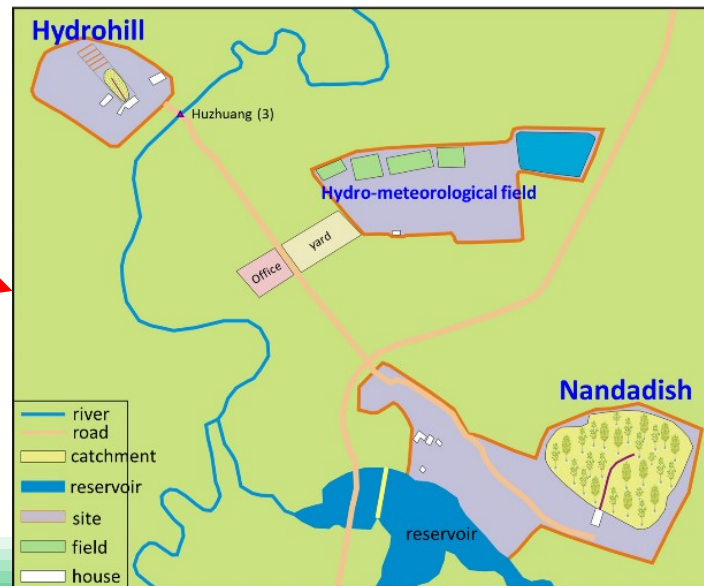 Hydrohill
Huzhuang (3)
Hydro-meteorological field
yard
Office
Nandadish
reservoir
river
road
catchment
reservoir
site
field
house